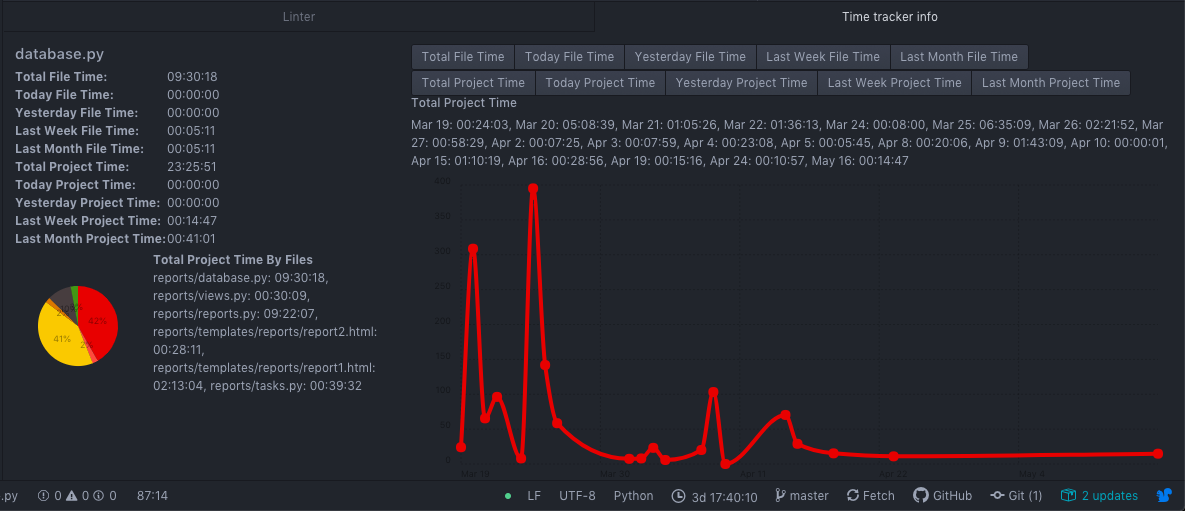 Linter
Time tracker info
database.py
Total File Time: 09:30:18
Today File Time: 00:00:00
Yesterday File Time: 00:00:00
Last Week File Time: 00:05:11
Last Month File Time: 00:05:11
Total Project Time: 23:25:51
Today Project Time: 00:00:00
Yesterday Project Time: 00:00:00
Last Week Project Time: 00:14:47
Last Month Project Time: 00:41:01
Total Project Time By Files
reports/database.py: 09:30:18,
reports/views.py: 00:30:09,
reports/reports.py: 09:22:07,
reports/templates/reports/report2.html:
00:28:11,
reports/templates/reports/report1.html:
02:13:04, reports/tasks.py: 00:39:32
42%
41%
Total File Time Today File Time Yesterday File Time Last Week File Time Last Month File Time
Total Project Time Today Project Time Yesterday Project Time Last Week Project Time Last Month Project Time
Total Project Time
Mar 19: 00:24:03, Mar 20: 05:08:39, Mar 21: 01:05:26, Mar 22: 01:36:13, Mar 24: 00:08:00, Mar 25: 06:35:09, Mar 26: 02:21:52, Mar
27: 00:58:29, Apr 2: 00:07:25, Apr 3: 00:07:59, Apr 4: 00:23:08, Apr 5: 00:05:45, Apr 8: 00:20:06, Apr 9: 01:43:09, Apr 10: 00:00:01,
Apr 15: 01:10:19, Apr 16: 00:28:56, Apr 19: 00:15:16, Apr 24: 00:10:57, May 16: 00:14:47
400
350
300
250
200
150
100
50
0
Mar 19 Mar 30 Apr 11 Apr 22 May 4
.py 0 0 0 87:14 LF UTF-8 Python 3d 17:40:10 master Fetch GitHub Git (1) 2 updates